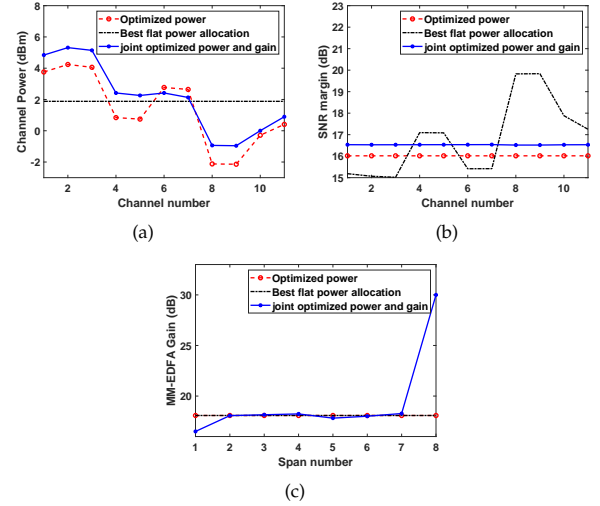 Optimized power
Best flat power allocation
joint optimized power and gain
Channel Power (dBm)
8
6
4
2
0
-2
2
4
6
8
10
Channel number
(a)
Optimized power
Best flat power allocation
joint optimized power and gain
SNR margin (dB)
22
21
20
19
18
17
16
15
2
4
6
8
10
Channel number
(b)
Optimized power
Best flat power allocation
joint optimized power and gain
MM-EDFA Gain (dB)
30
25
20
1
2
3
4
5
6
7
8
Span number
(c)